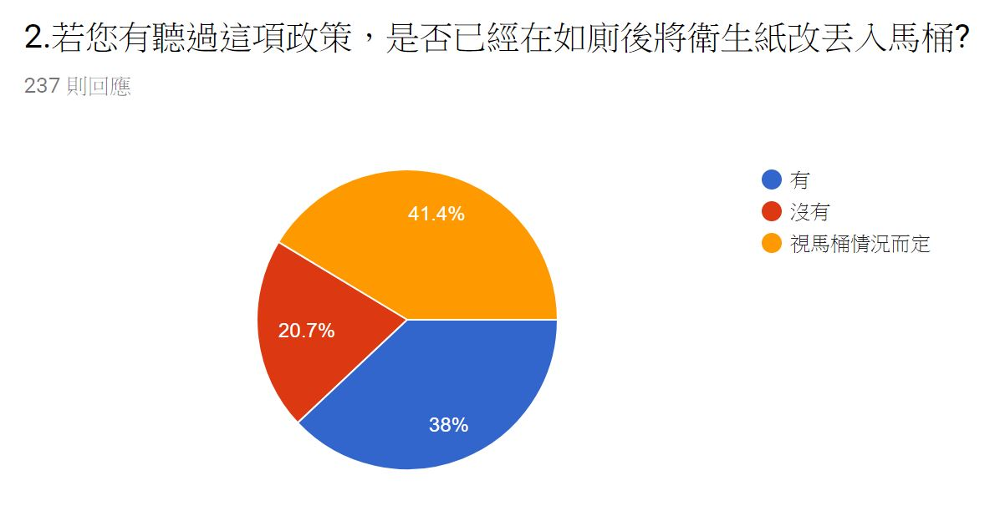 2.若您有聽過這項政策，是否已經在如廁後將衛生紙改丟入馬桶?
237 則回應
有
沒有
視馬桶情況而定
41.4%
20.7%
38%